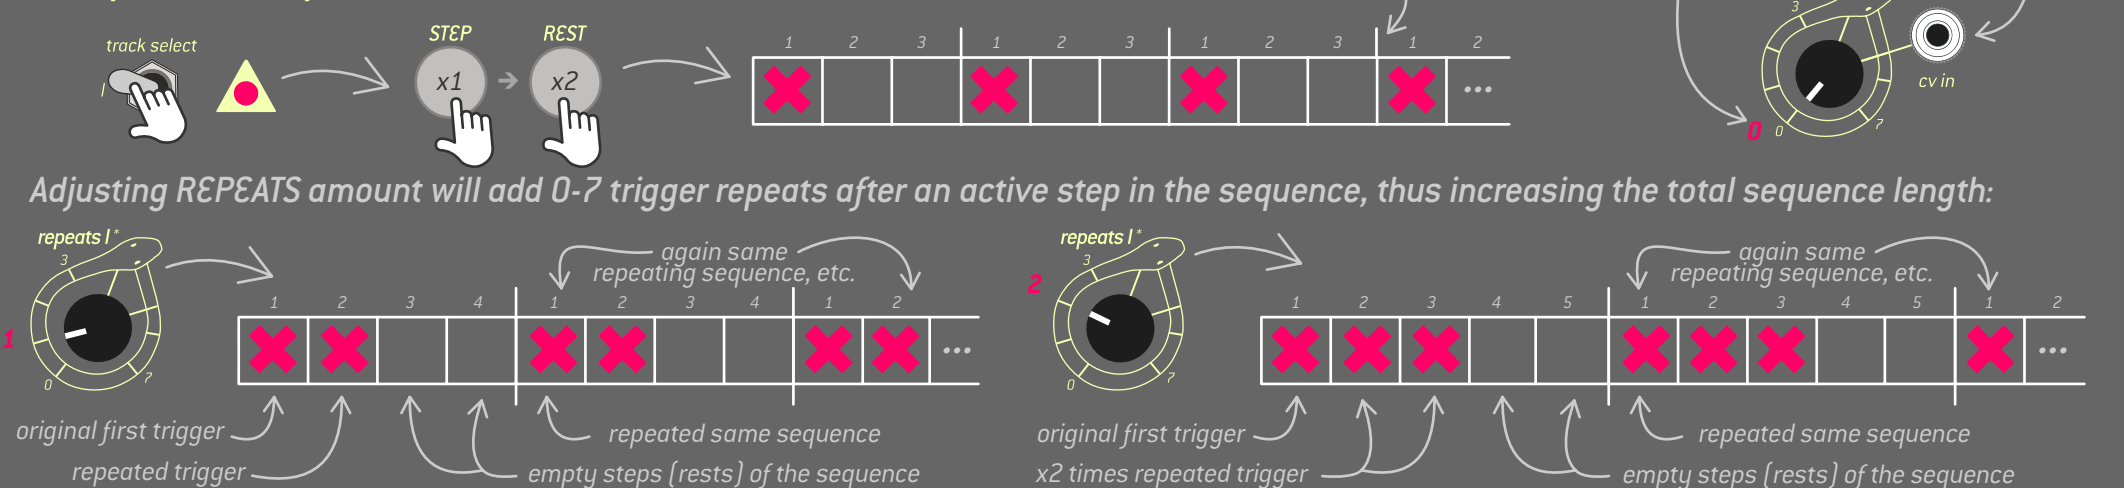 track select
I
STEP
x1
REST
x2
1 2 3 1 2 3 1 2 3 1 2
...
3
0 0
7
cv in
Adjusting REPEATS amount will add 0-7 trigger repeats after an active step in the sequence, thus increasing the total sequence length:
repeats I*
3
1
0
7
again same
repeating sequence, etc.
1 2 3 4 1 2 3 4 1 2
...
original first trigger
repeated trigger
repeated same sequence
empty steps (rests) of the sequence
repeats I*
3
2
0
7
again same
repeating sequence, etc.
1 2 3 4 5 1 2 3 4 5 1 2
...
original first trigger
x2 times repeated trigger
repeated same sequence
empty steps (rests) of the sequence